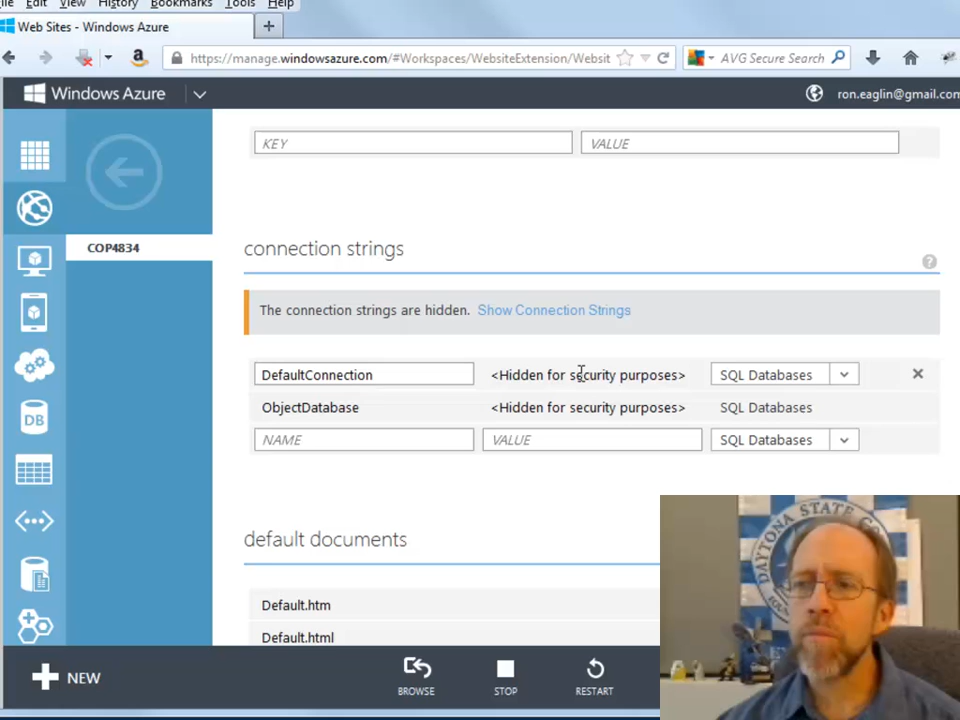 File Edit View History Bookmarks Tools Help
Web Sites - Windows Azure
https://manage.windowsazure.com/#Workspaces/WebsiteExtension/Websit
AVG Secure Search
Windows Azure
ron.eaglin@gmail.com
KEY VALUE
COP4834
connection strings
The connection strings are hidden. Show Connection Strings
DefaultConnection <Hidden for security purposes> SQL Databases
ObjectDatabase <Hidden for security purposes> SQL Databases
NAME VALUE SQL Databases
DB
default documents
Default.htm
Default.html
NEW BROWSE STOP RESTART
DAYTONA STATE CO